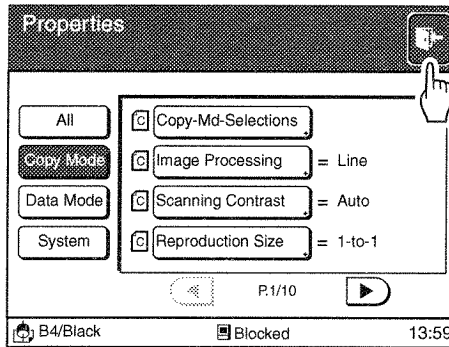 Properties
All
C Copy-Md-Selections
Copy Mode
C Image Processing = Line
Data Mode
C Scanning Contrast = Auto
System
C Reproduction Size = 1-to-1
P.1/10
B4/Black Blocked 13:59